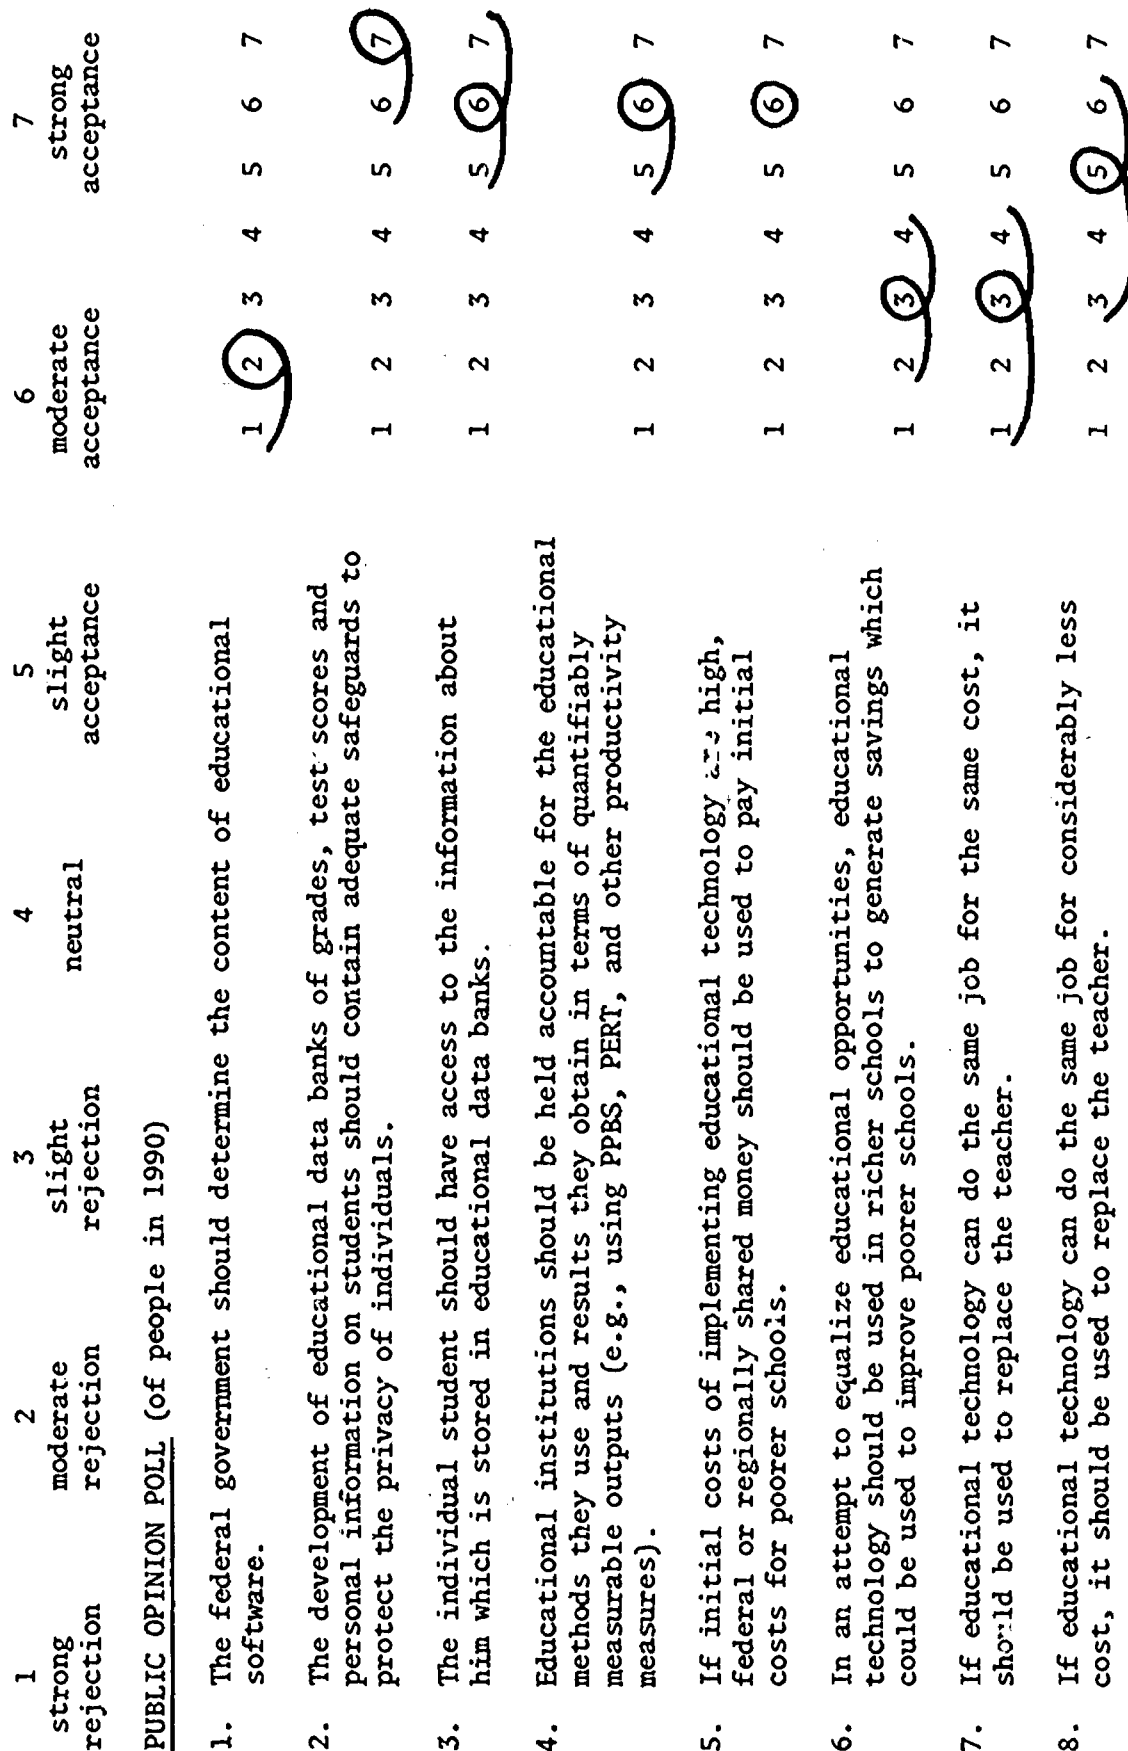 1 2 3 4 5 6 7
strong moderate slight neutral slight moderate strong
rejection rejection rejection acceptance acceptance acceptance
PUBLIC OPINION POLL (of people in 1990)
1. The federal government should determine the content of educational
software. 1 2 3 4 5 6 7
2. The development of educational data banks of grades, test scores and
personal information on students should contain adequate safeguards to
protect the privacy of individuals. 1 2 3 4 5 6 7
3. The individual student should have access to the information about
him which is stored in educational data banks. 1 2 3 4 5 6 7
4. Educational institutions should be held accountable for the educational
methods they use and results they obtain in terms of quantifiably
measurable outputs (e.g., using PPBS, PERT, and other productivity
measures). 1 2 3 4 5 6 7
5. If initial costs of implementing educational technology are high,
federal or regionally shared money should be used to pay initial
costs for poorer schools. 1 2 3 4 5 6 7
6. In an attempt to equalize educational opportunities, educational
technology should be used in richer schools to generate savings which
could be used to improve poorer schools. 1 2 3 4 5 6 7
7. If educational technology can do the same job for the same cost, it
should be used to replace the teacher. 1 2 3 4 5 6 7
8. If educational technology can do the same job for considerably less
cost, it should be used to replace the teacher. 1 2 3 4 5 6 7